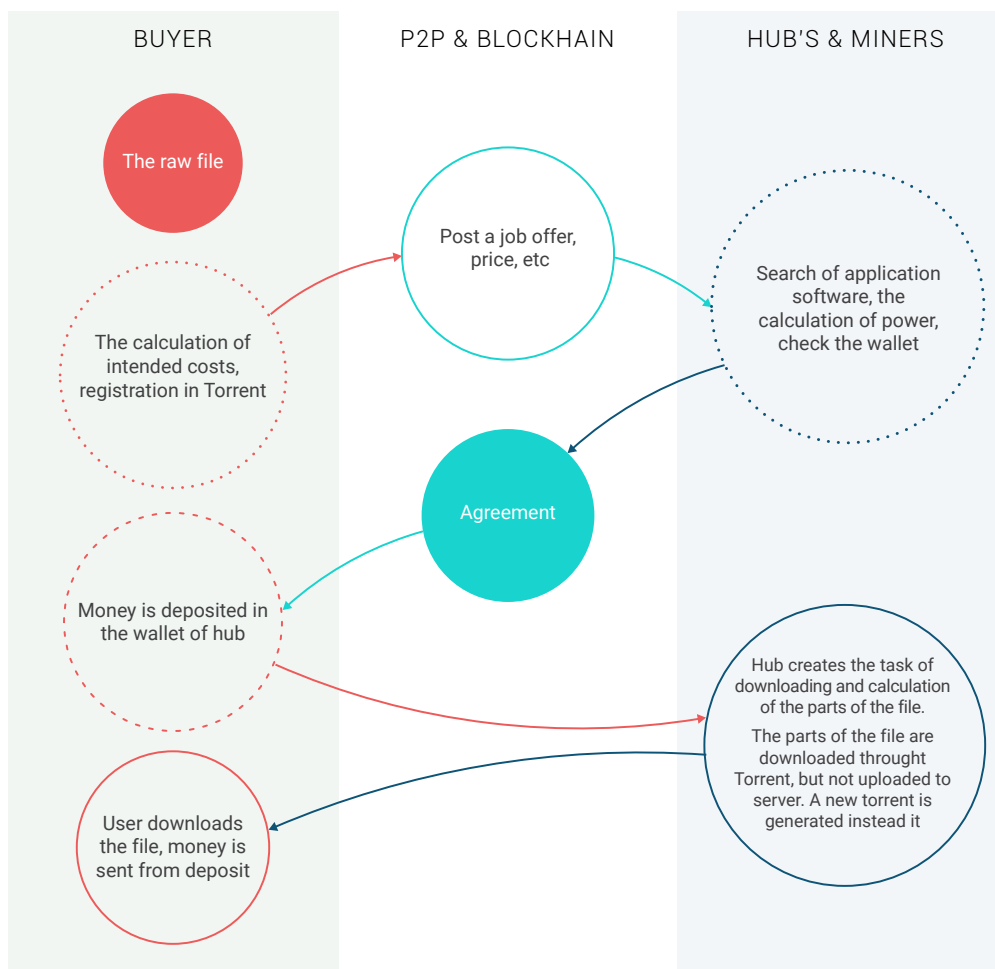 BUYER
P2P & BLOCKHAIN
HUB'S & MINERS
The raw file
Post a job offer,
price, etc
Search of application
software, the
calculation of power,
check the wallet
The calculation of
intended costs,
registration in Torrent
Agreement
Money is deposited in
the wallet of hub
Hub creates the task of
downloading and calculation
of the parts of the file.
The parts of the file are
downloaded throught
Torrent, but not uploaded to
server. A new torrent is
generated instead it
User downloads
the file, money is
sent from deposit